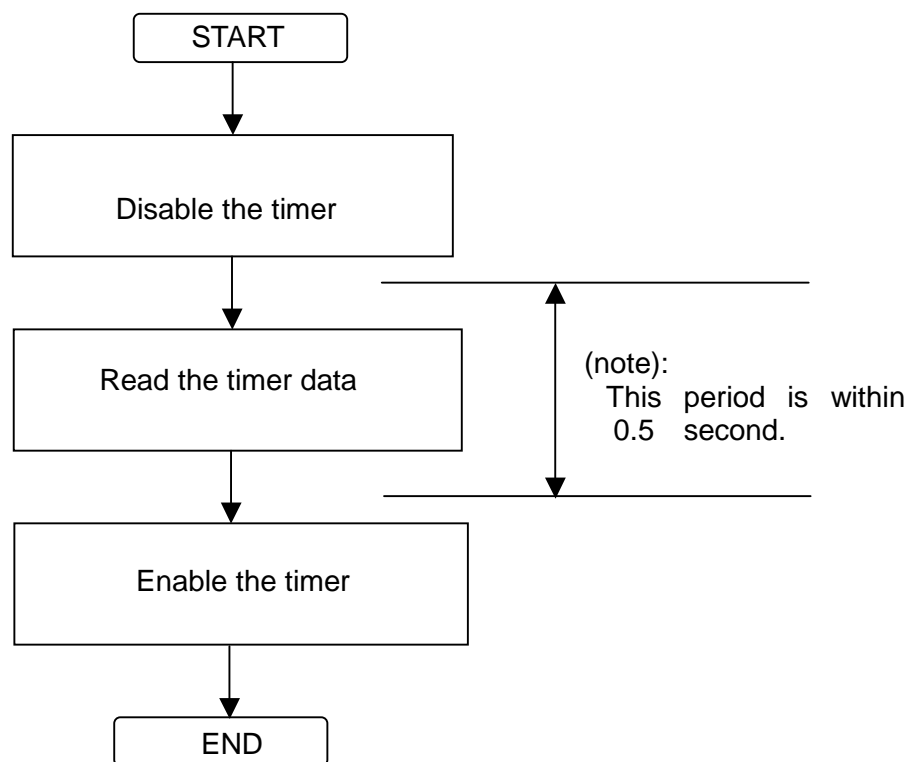 START
Disable the timer
Read the timer data
(note):
This period is within
0.5 second.
Enable the timer
END